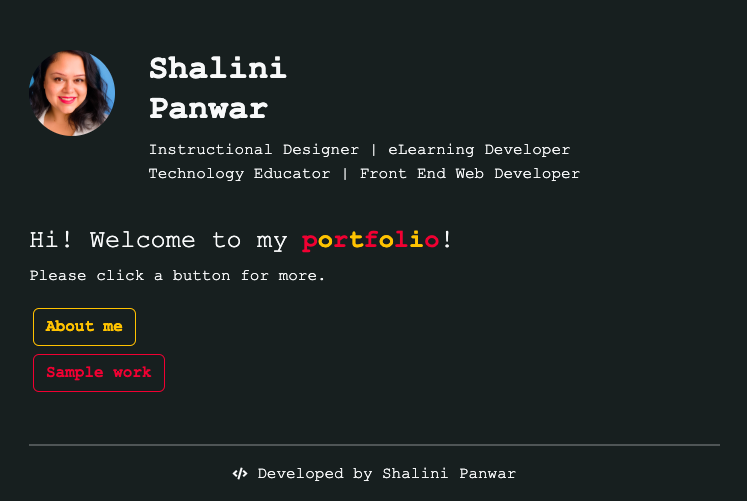 Shalini
Panwar
Instructional Designer | eLearning Developer
Technology Educator | Front End Web Developer
Hi! Welcome to my portfolio!
Please click a button for more.
About me
Sample work
</> Developed by Shalini Panwar